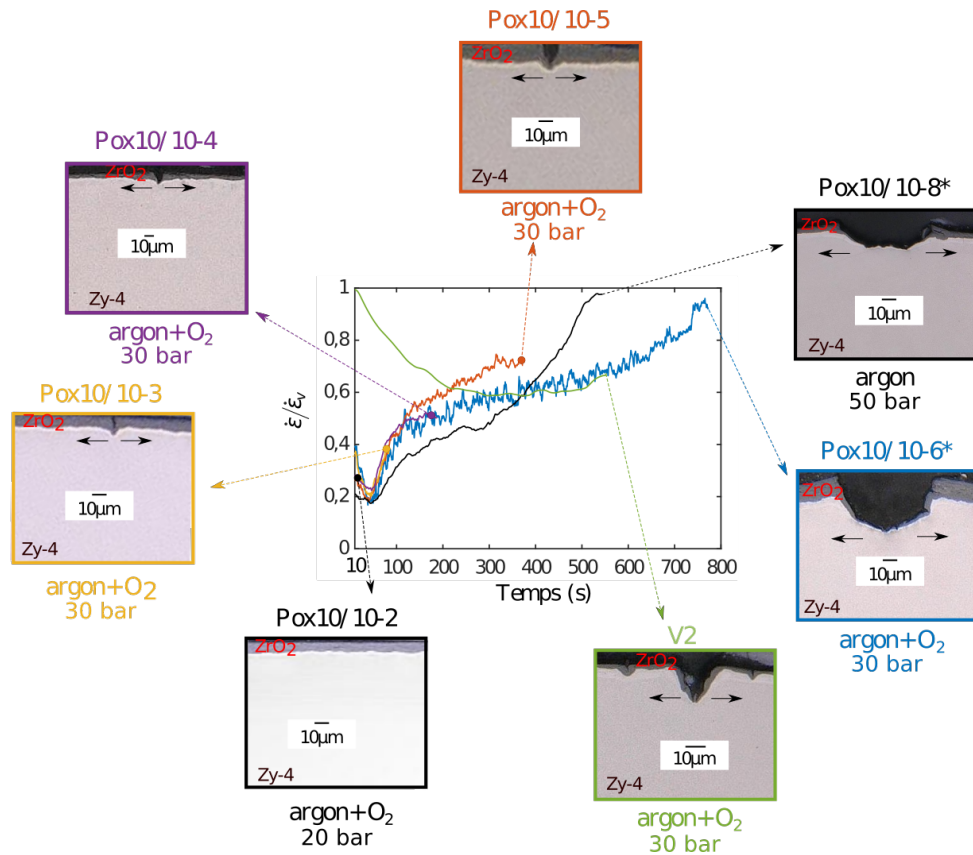 Pox10/10-5
ZrO₂
10µm
argon+O₂
30 bar
Pox10/10-4
ZrO₂
10µm
Zy-4
argon+O₂
30 bar
Pox10/10-8*
ZrO₂
10µm
Zy-4
argon
50 bar
Pox10/10-3
ZrO₂
10µm
Zy-4
argon+O₂
30 bar
1
0,8
0,6
0,4
0,2
0
ε̇/ε̇ᵥ
10 100 200 300 400 500 600 700 800
Temps (s)
Pox10/10-6*
ZrO₂
10µm
Zy-4
argon+O₂
30 bar
Pox10/10-2
ZrO₂
10µm
Zy-4
argon+O₂
20 bar
V2
ZrO₂
10µm
Zy-4
argon+O₂
30 bar
Zy-4